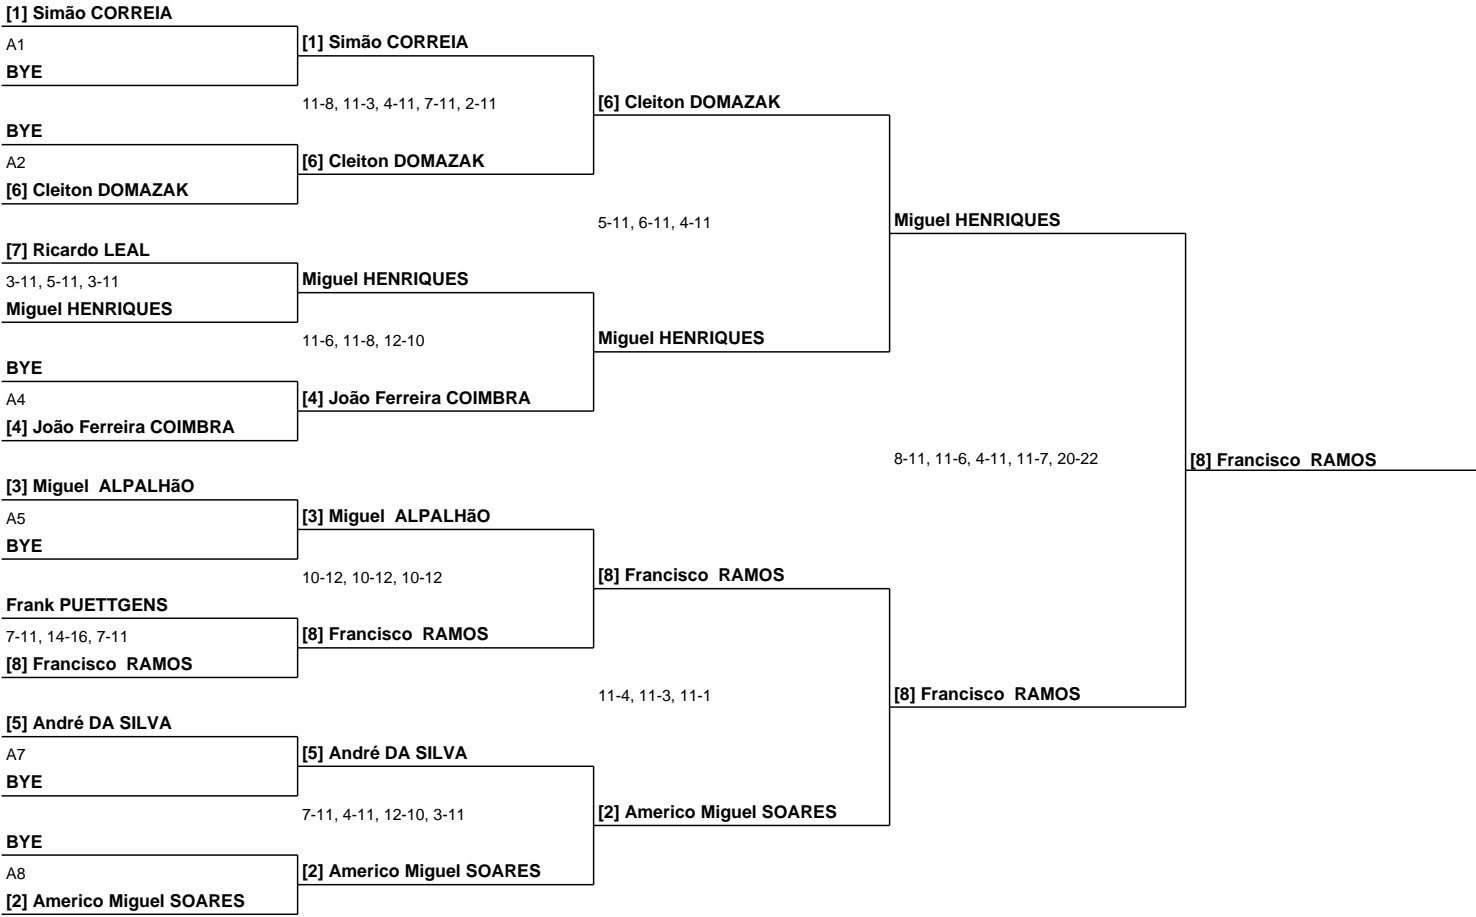 [1] Simão CORREIA
A1
BYE
BYE
A2
[6] Cleiton DOMAZAK
[7] Ricardo LEAL
3-11, 5-11, 3-11
Miguel HENRIQUES
BYE
A4
[4] João Ferreira COIMBRA
[3] Miguel  ALPALHãO
A5
BYE
Frank PUETTGENS
7-11, 14-16, 7-11
[8] Francisco  RAMOS
[5] André DA SILVA
A7
BYE
BYE
A8
[2] Americo Miguel SOARES
[1] Simão CORREIA
11-8, 11-3, 4-11, 7-11, 2-11
[6] Cleiton DOMAZAK
Miguel HENRIQUES
11-6, 11-8, 12-10
[4] João Ferreira COIMBRA
[3] Miguel  ALPALHãO
10-12, 10-12, 10-12
[8] Francisco  RAMOS
[5] André DA SILVA
7-11, 4-11, 12-10, 3-11
[2] Americo Miguel SOARES
[6] Cleiton DOMAZAK
5-11, 6-11, 4-11
Miguel HENRIQUES
[8] Francisco  RAMOS
11-4, 11-3, 11-1
[2] Americo Miguel SOARES
Miguel HENRIQUES
8-11, 11-6, 4-11, 11-7, 20-22
[8] Francisco  RAMOS
[8] Francisco  RAMOS